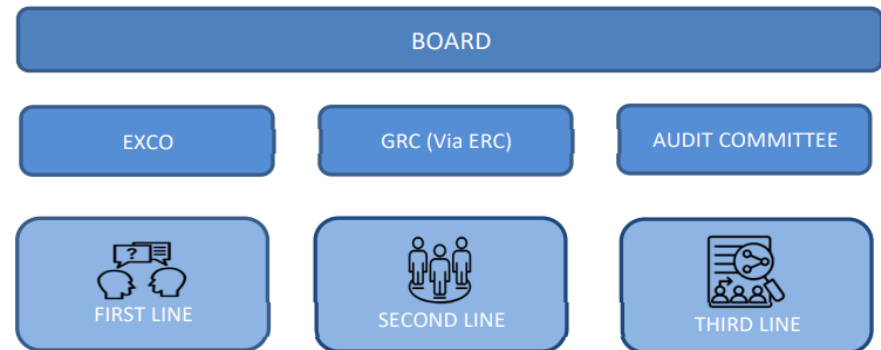 BOARD
EXCO
GRC (Via ERC)
AUDIT COMMITTEE
?
FIRST LINE
SECOND LINE
THIRD LINE